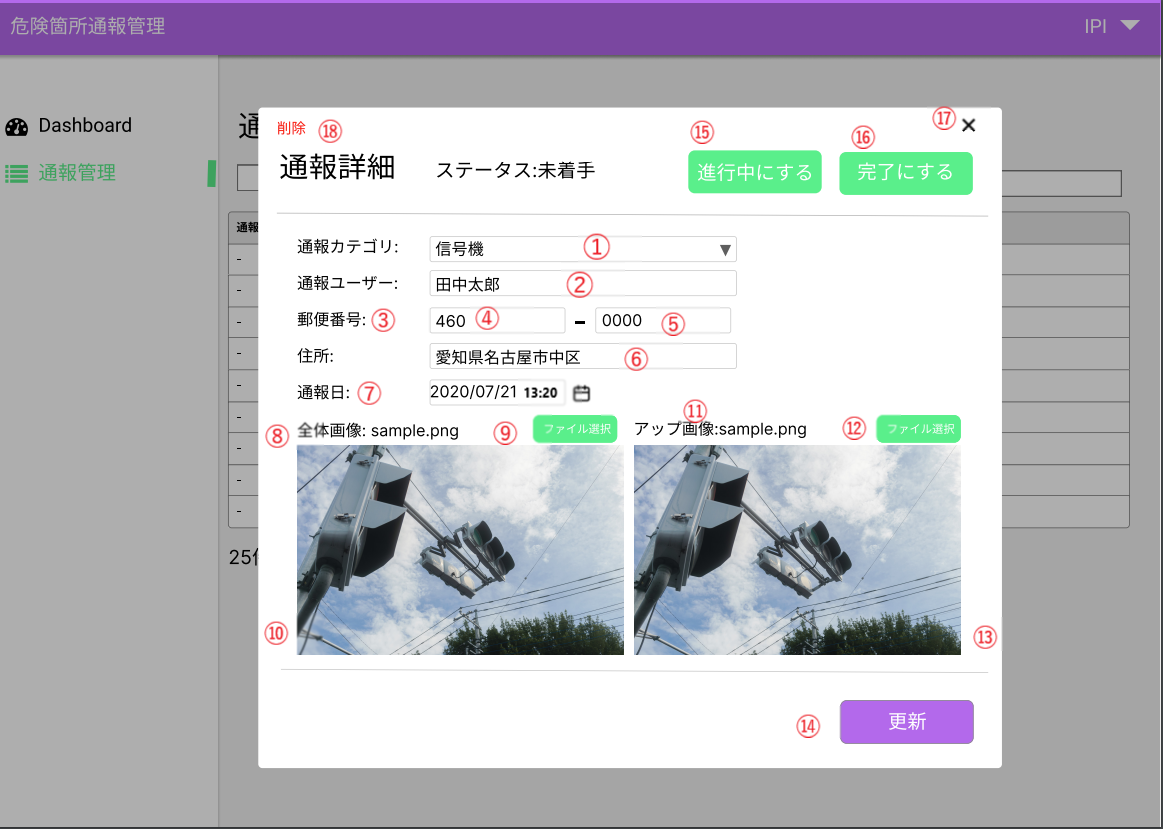 危険箇所通報管理
IPI
Dashboard
通報管理
通
通報
-
-
-
-
-
-
-
-
-
25
削除 ⑱
⑮
⑯
⑰
通報詳細
ステータス:未着手
進行中にする
完了にする
通報カテゴリ:
信号機 ①
通報ユーザー:
田中太郎 ②
郵便番号: ③
460 ④ - 0000 ⑤
住所:
愛知県名古屋市中区 ⑥
通報日: ⑦
2020/07/21 13:20
⑧ 全体画像: sample.png ⑨ ファイル選択
⑪
アップ画像:sample.png ⑫ ファイル選択
⑩
⑬
⑭ 更新